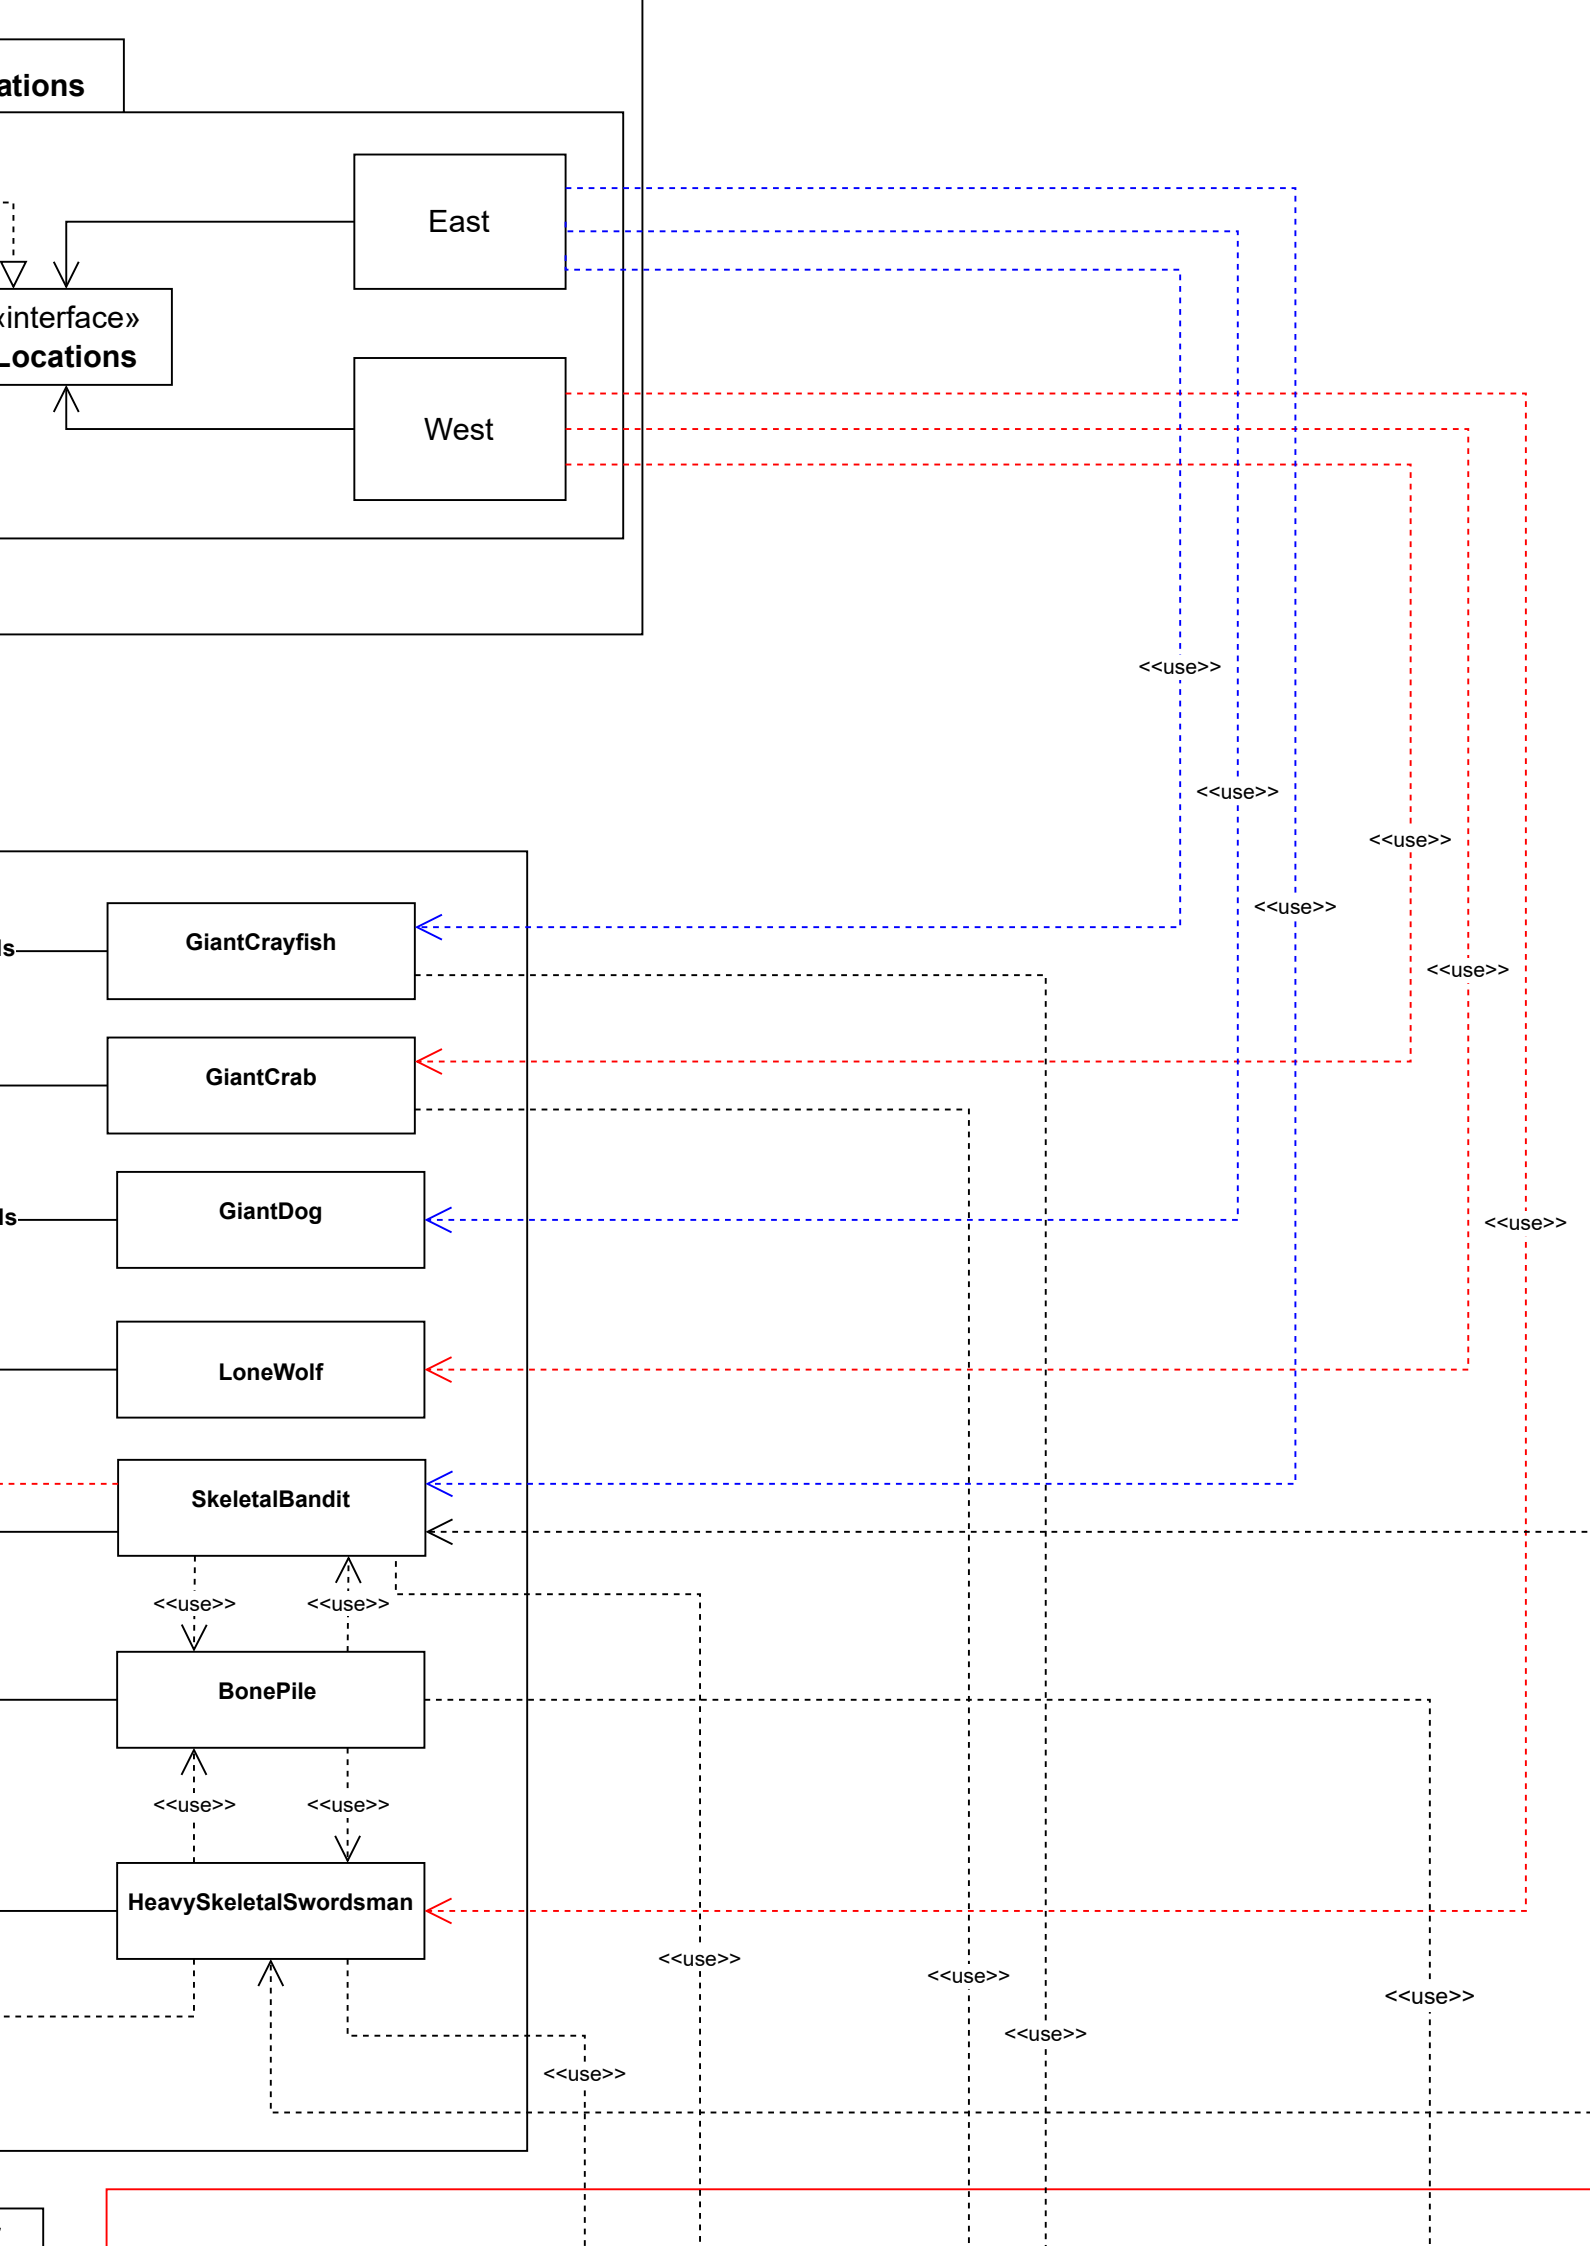 ations
East
«interface»
Locations
West
<<use>>
<<use>>
<<use>>
<<use>>
GiantCrayfish
<<use>>
GiantCrab
GiantDog
<<use>>
LoneWolf
SkeletalBandit
<<use>>
<<use>>
BonePile
<<use>>
<<use>>
HeavySkeletalSwordsman
<<use>>
<<use>>
<<use>>
<<use>>
<<use>>